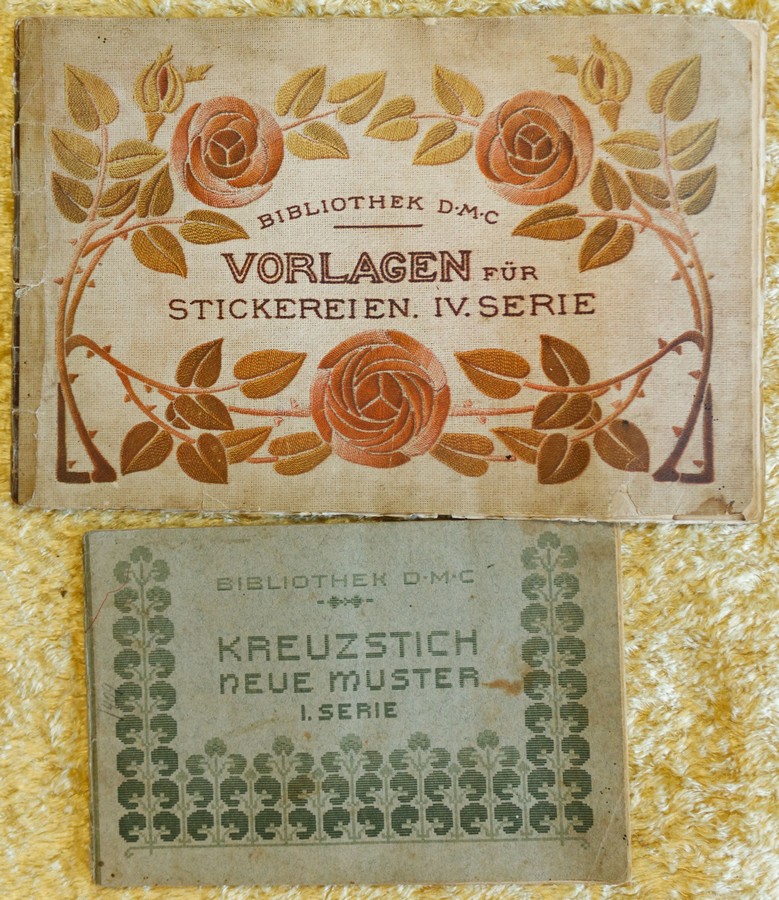 BIBLIOTHEK D·M·C
VORLAGEN FÜR
STICKEREIEN. IV. SERIE
BIBLIOTHEK D·M·C
KREUZSTICH
NEUE MUSTER
I. SERIE